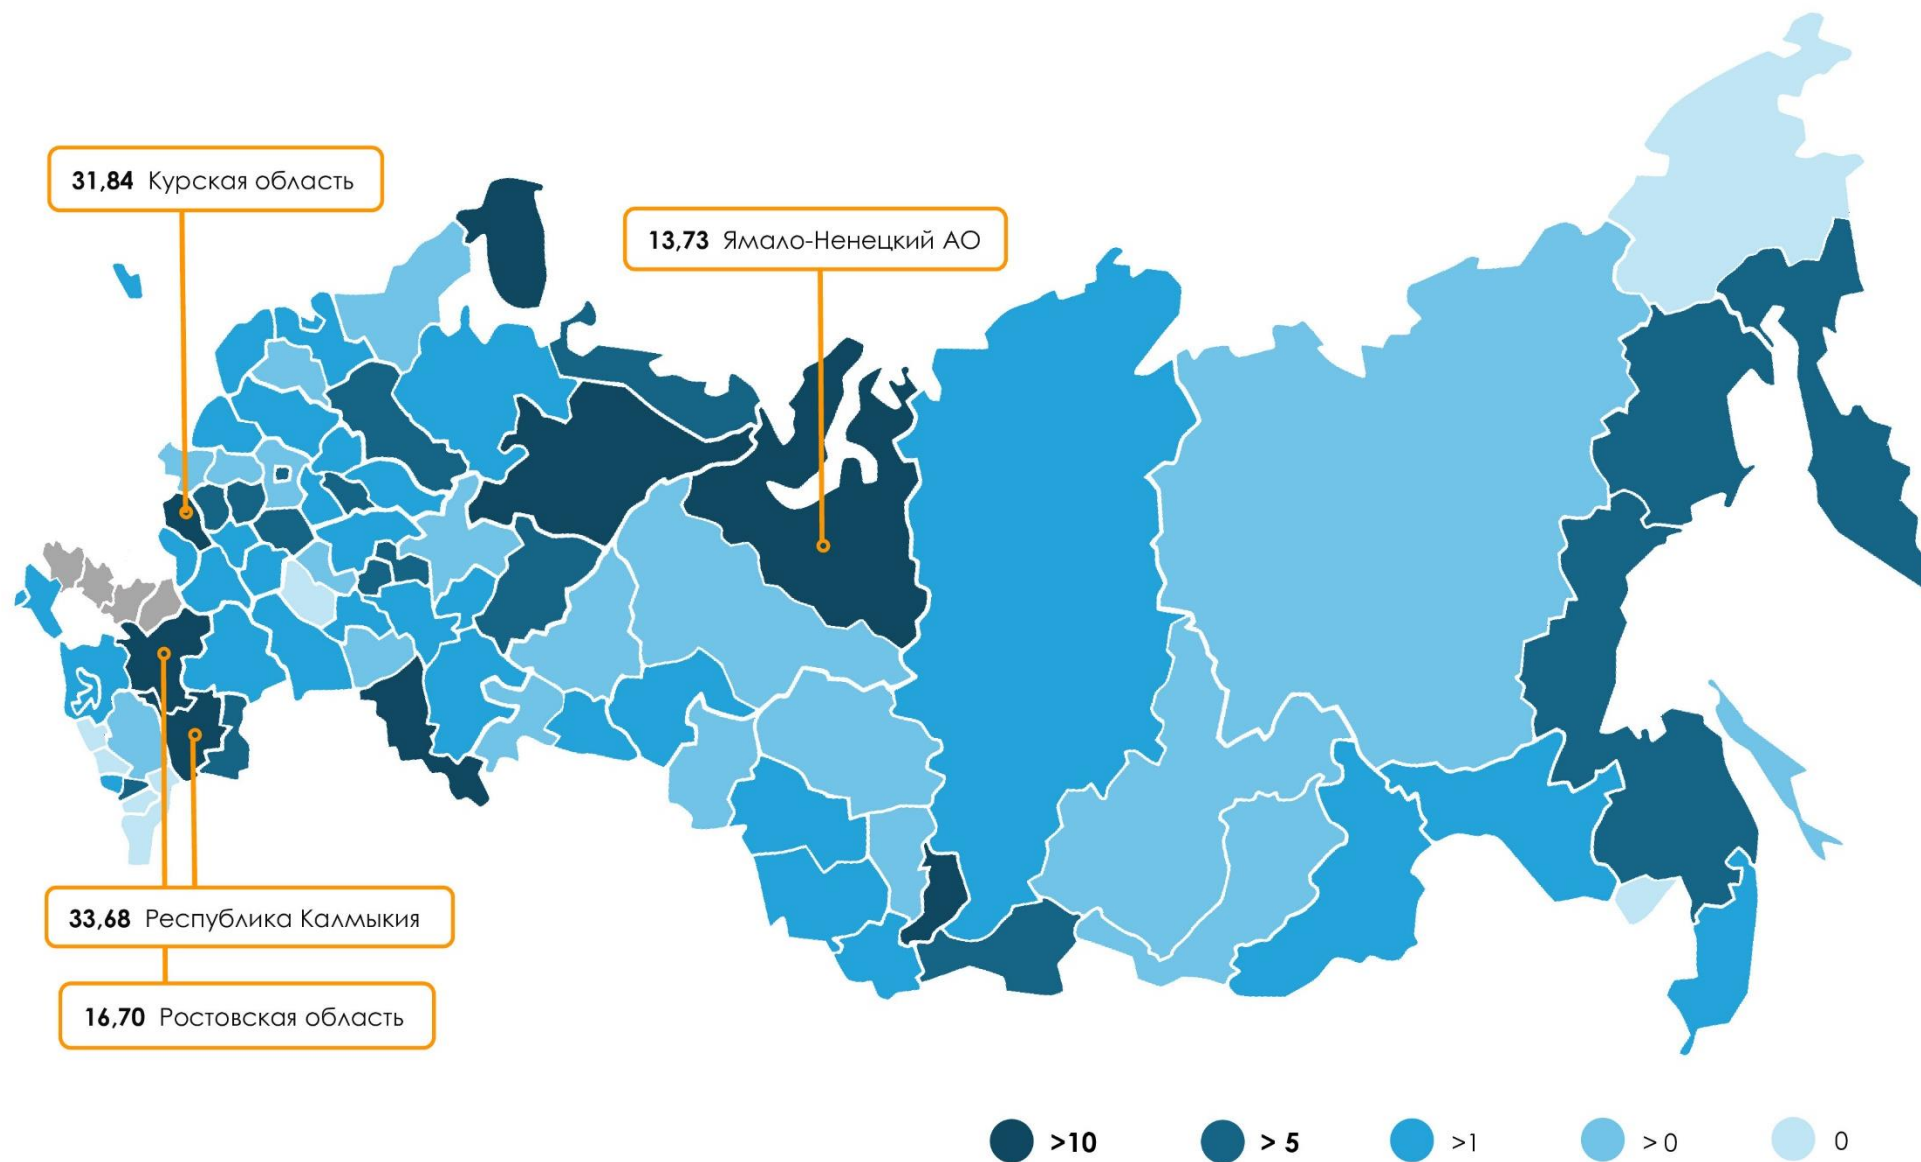 31,84 Курская область
13,73 Ямало-Ненецкий АО
33,68 Республика Калмыкия
16,70 Ростовская область
>10 > 5 >1 > 0 0